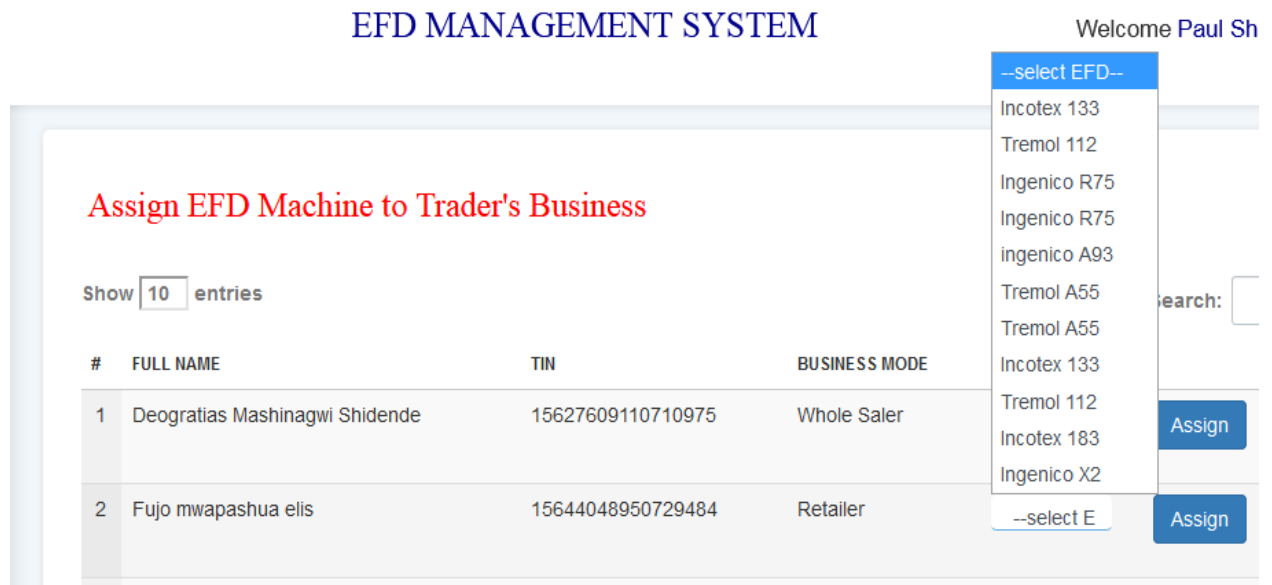 EFD MANAGEMENT SYSTEM
Welcome Paul Sh
--select EFD--
Incotex 133
Tremol 112
Ingenico R75
Ingenico R75
ingenico A93
Tremol A55
Tremol A55
Incotex 133
Tremol 112
Incotex 183
Ingenico X2
Assign EFD Machine to Trader's Business
Show 10 entries
Search:
# FULL NAME TIN BUSINESS MODE
1 Deogratias Mashinagwi Shidende 15627609110710975 Whole Saler Assign
2 Fujo mwapashua elis 15644048950729484 Retailer --select E Assign